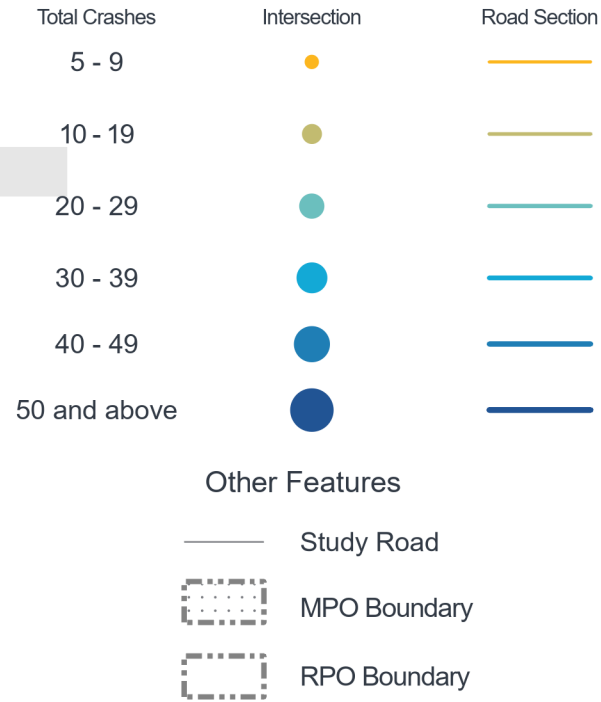 Total Crashes Intersection Road Section
5 - 9
10 - 19
20 - 29
30 - 39
40 - 49
50 and above
Other Features
Study Road
MPO Boundary
RPO Boundary